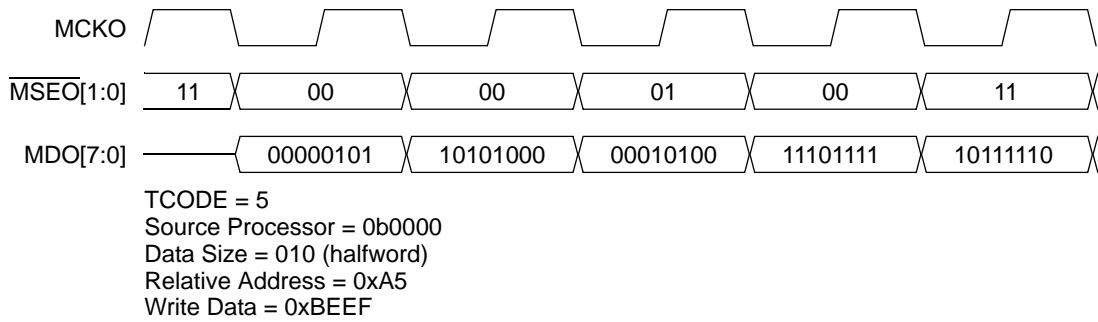 MCKO
MSEO[1:0] 11 00 00 01 00 11
MDO[7:0] 00000101 10101000 00010100 11101111 10111110
TCODE = 5
Source Processor = 0b0000
Data Size = 010 (halfword)
Relative Address = 0xA5
Write Data = 0xBEEF